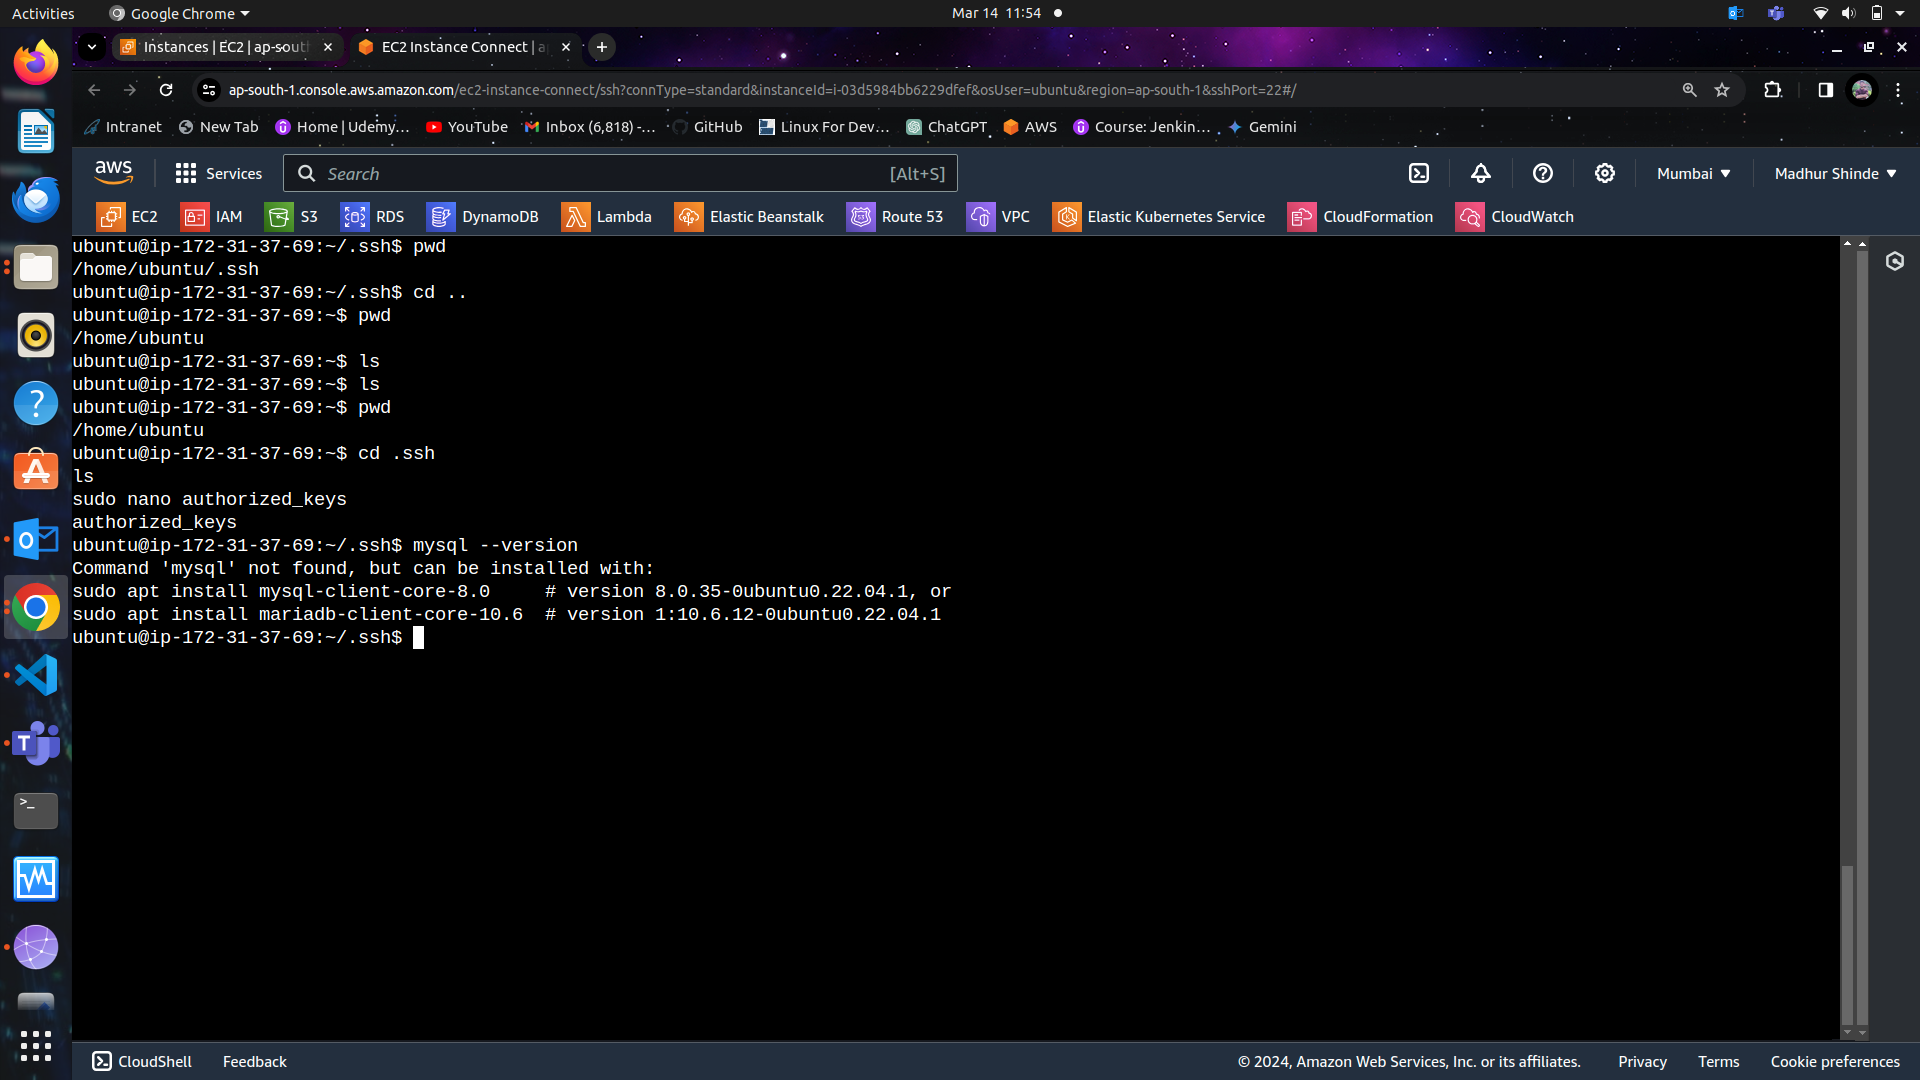 Activities
Google Chrome
Mar 14 11:54
Instances | EC2 | ap-south
EC2 Instance Connect | a
ap-south-1.console.aws.amazon.com/ec2-instance-connect/ssh?connType=standard&instanceId=i-03d5984bb6229dfef&osUser=ubuntu&region=ap-south-1&sshPort=22#/
Intranet New Tab Home | Udemy... YouTube Inbox (6,818) -... GitHub Linux For Dev... ChatGPT AWS Course: Jenkin... Gemini
aws Services Search [Alt+S] Mumbai Madhur Shinde
EC2 IAM S3 RDS DynamoDB Lambda Elastic Beanstalk Route 53 VPC Elastic Kubernetes Service CloudFormation CloudWatch
ubuntu@ip-172-31-37-69:~/.ssh$ pwd
/home/ubuntu/.ssh
ubuntu@ip-172-31-37-69:~/.ssh$ cd ..
ubuntu@ip-172-31-37-69:~$ pwd
/home/ubuntu
ubuntu@ip-172-31-37-69:~$ ls
ubuntu@ip-172-31-37-69:~$ ls
ubuntu@ip-172-31-37-69:~$ pwd
/home/ubuntu
ubuntu@ip-172-31-37-69:~$ cd .ssh
ls
sudo nano authorized_keys
authorized_keys
ubuntu@ip-172-31-37-69:~/.ssh$ mysql --version
Command 'mysql' not found, but can be installed with:
sudo apt install mysql-client-core-8.0     # version 8.0.35-0ubuntu0.22.04.1, or
sudo apt install mariadb-client-core-10.6  # version 1:10.6.12-0ubuntu0.22.04.1
ubuntu@ip-172-31-37-69:~/.ssh$
CloudShell Feedback © 2024, Amazon Web Services, Inc. or its affiliates. Privacy Terms Cookie preferences